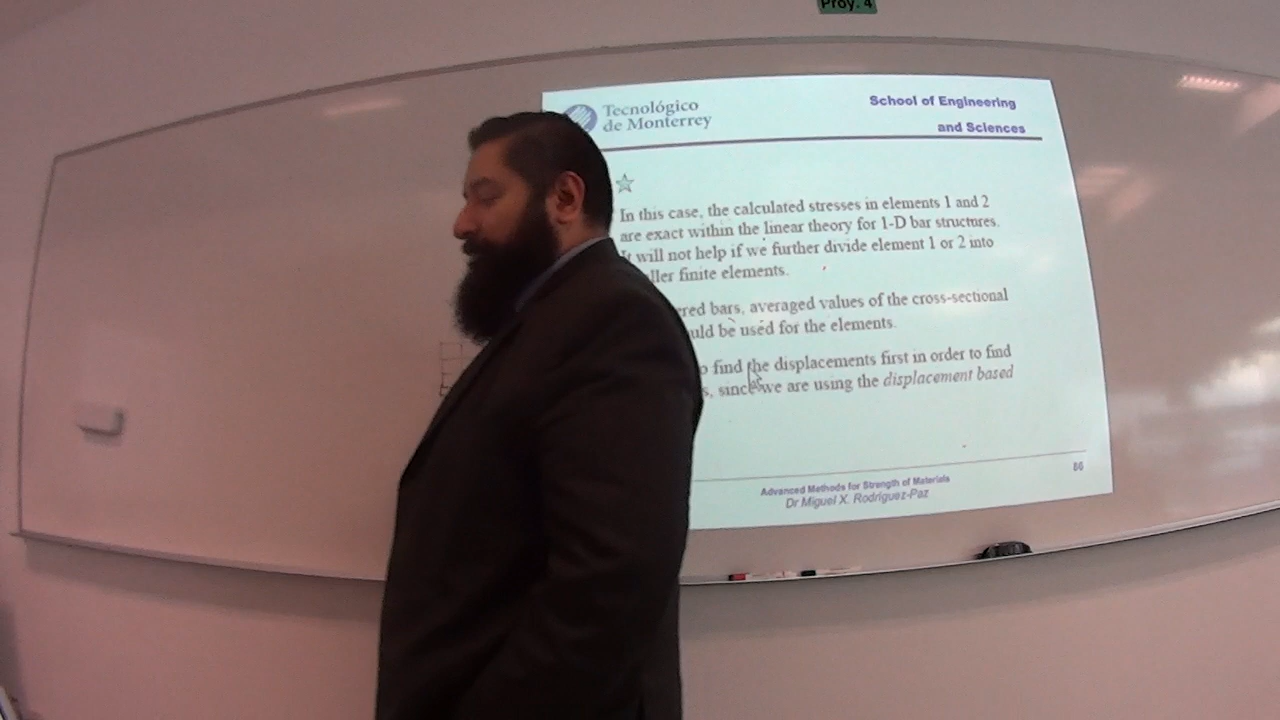 Proy. 4
Tecnológico
de Monterrey
School of Engineering
and Sciences
In this case, the calculated stresses in elements 1 and 2
are exact within the linear theory for 1-D bar structures.
It will not help if we further divide element 1 or 2 into
ller finite elements.
red bars, averaged values of the cross-sectional
uld be used for the elements.
o find the displacements first in order to find
s, since we are using the displacement based
86
Advanced Methods for Strength of Materials
Dr Miguel X. Rodriguez-Paz